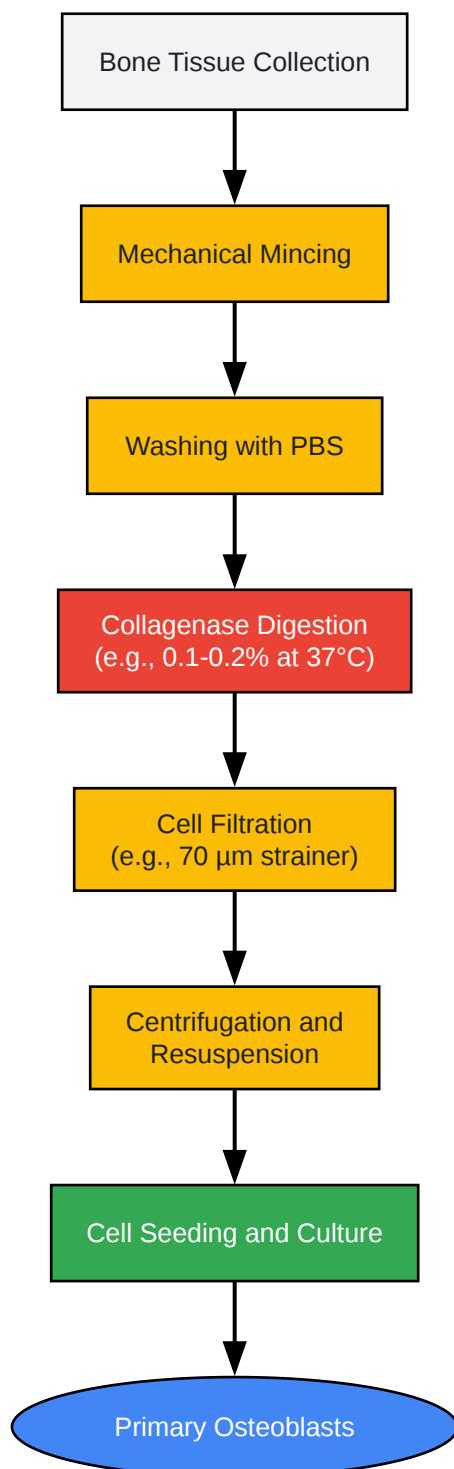 Bone Tissue Collection
Mechanical Mincing
Washing with PBS
Collagenase Digestion
(e.g., 0.1-0.2% at 37°C)
Cell Filtration
(e.g., 70 µm strainer)
Centrifugation and
Resuspension
Cell Seeding and Culture
Primary Osteoblasts